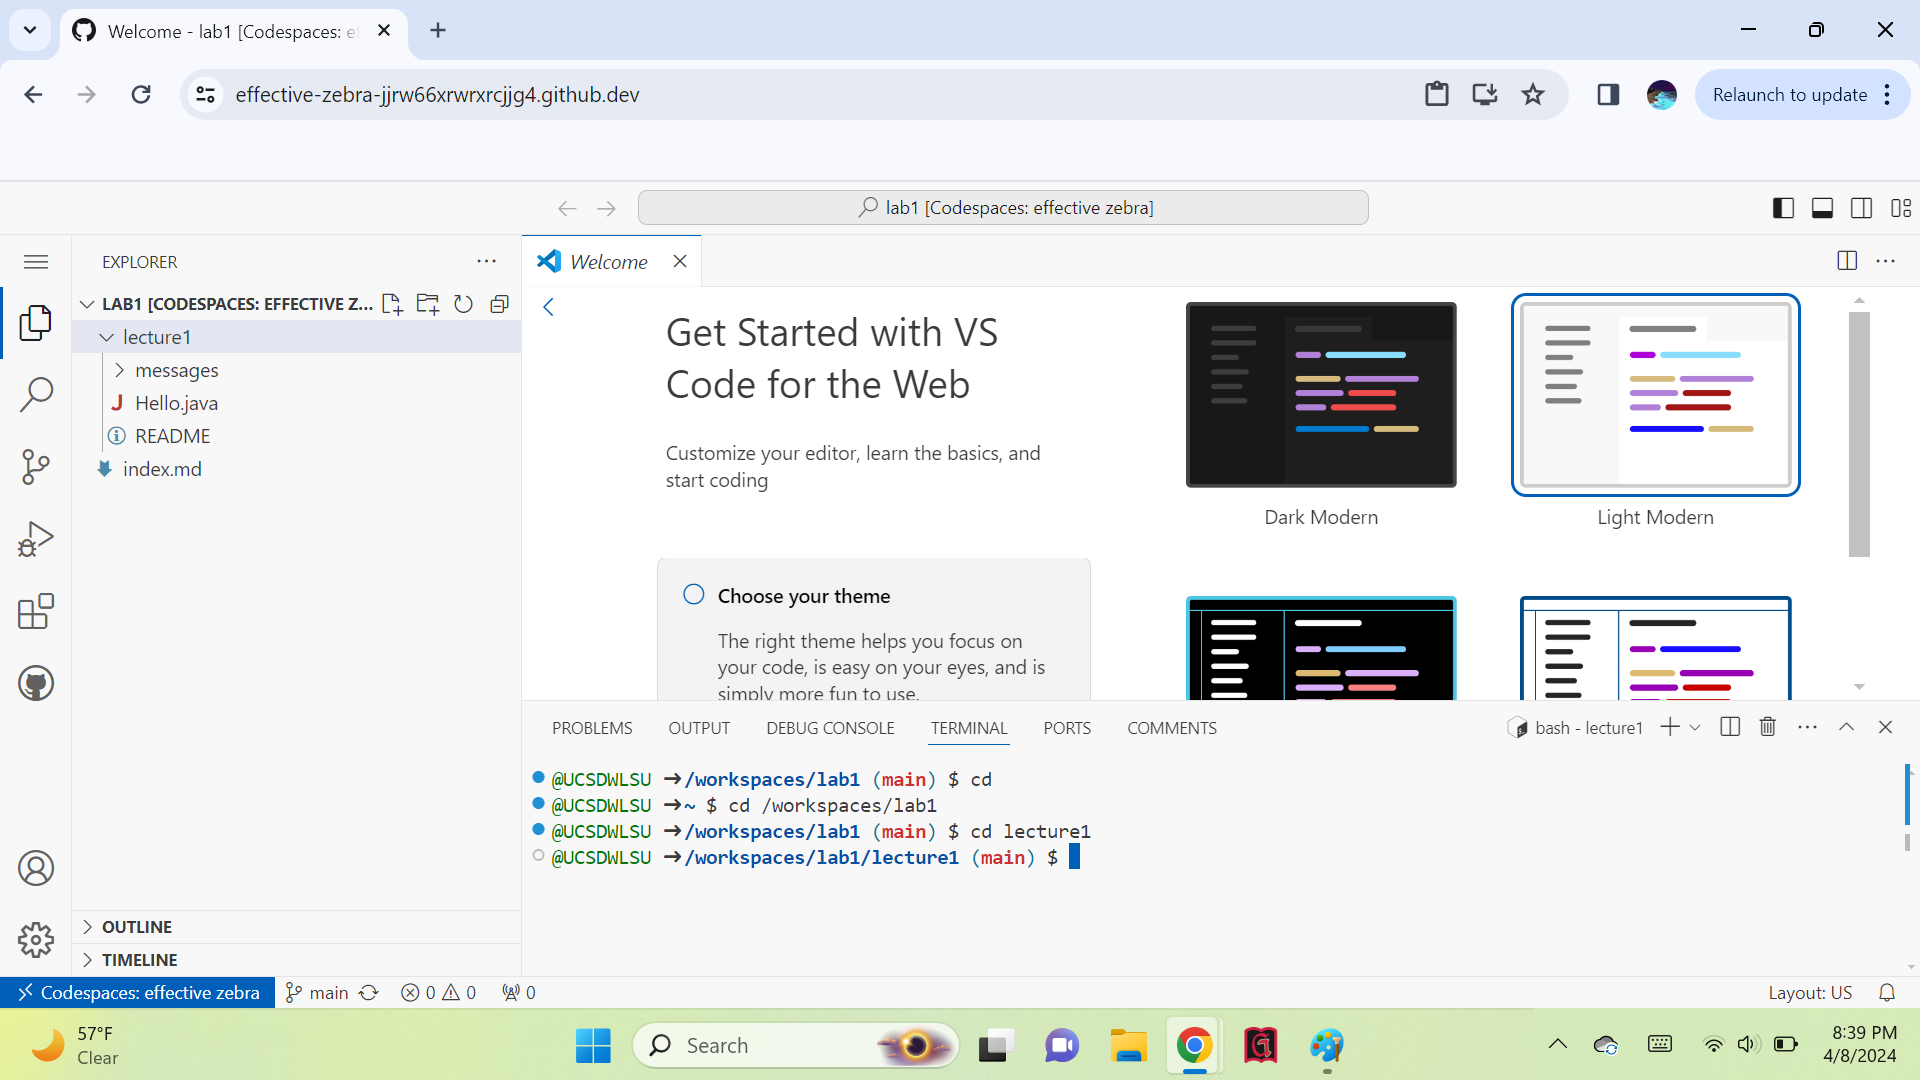 Welcome - lab1 [Codespaces: ef
effective-zebra-jjrw66xrwrxrcjjg4.github.dev
Relaunch to update
lab1 [Codespaces: effective zebra]
EXPLORER
LAB1 [CODESPACES: EFFECTIVE Z...
lecture1
messages
J Hello.java
README
index.md
OUTLINE
TIMELINE
Welcome
Get Started with VS
Code for the Web
Customize your editor, learn the basics, and
start coding
Choose your theme
The right theme helps you focus on
your code, is easy on your eyes, and is
simply more fun to use.
Dark Modern
Light Modern
PROBLEMS OUTPUT DEBUG CONSOLE TERMINAL PORTS COMMENTS
bash - lecture1
@UCSDWLSU ➜/workspaces/lab1 (main) $ cd
@UCSDWLSU ➜~ $ cd /workspaces/lab1
@UCSDWLSU ➜/workspaces/lab1 (main) $ cd lecture1
@UCSDWLSU ➜/workspaces/lab1/lecture1 (main) $
Codespaces: effective zebra main 0 0 0
Layout: US
57°F
Clear
Search
8:39 PM
4/8/2024